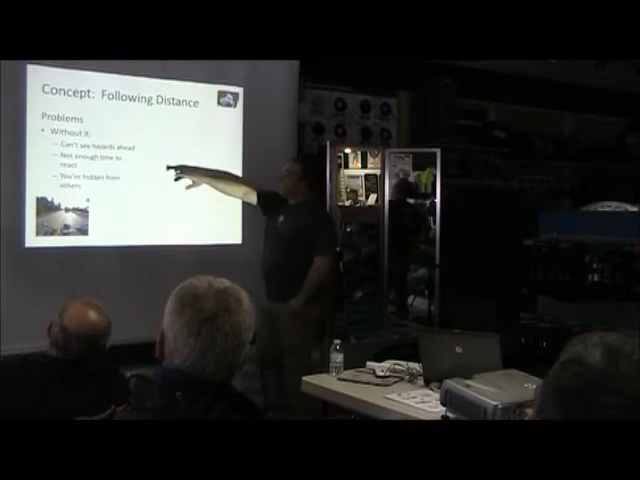 Concept: Following Distance
Problems
• Without it:
– Can't see hazards ahead
– Not enough time to
react
– You're hidden from
others